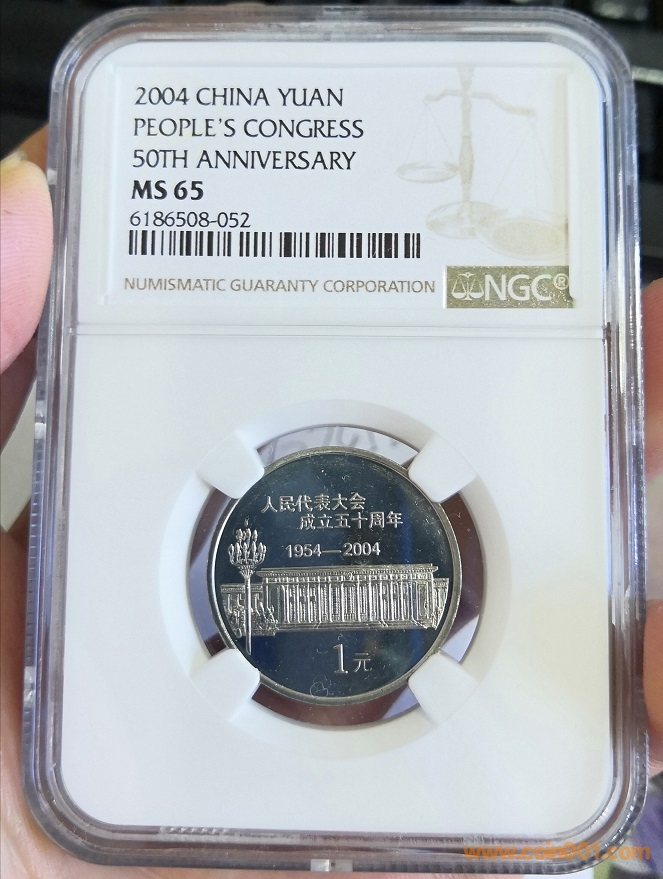 2004 CHINA YUAN
PEOPLE'S CONGRESS
50TH ANNIVERSARY
MS 65
6186508-052
NUMISMATIC GUARANTY CORPORATION
NGC®
人民代表大会
成立五十周年
1954—2004
1元
www.coin001.com